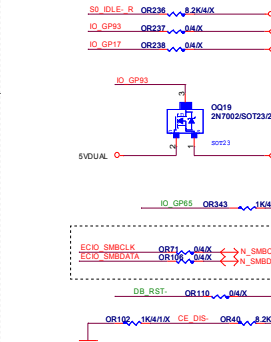 S0_IDLE-_R OR236 8.2K/4/X
IO_GP93 OR237 0/4/X
IO_GP17 OR238 0/4/X
IO_GP93
3
OQ19
2N7002/SOT23/2
SOT23
2 1
5VDUAL
IO_GP65 OR343 1K/4
ECIO_SMBCLK OR71 0/4/X N_SMBC
ECIO_SMBDATA OR106 0/4/X N_SMBD
DB_RST- OR110 0/4/X
OR102 1K/4/1/X CE_DIS- OR40 8.2K